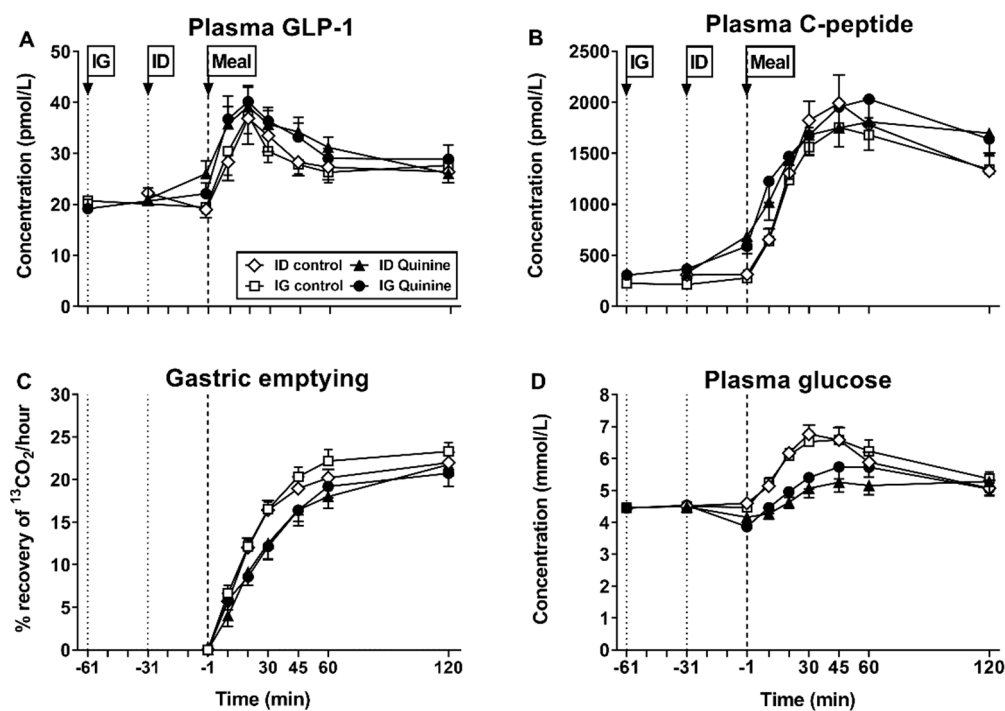 A
Plasma GLP-1
Concentration (pmol/L)
50
40
30
20
10
0
IG
ID
Meal
ID control
ID Quinine
IG control
IG Quinine
B
Plasma C-peptide
Concentration (pmol/L)
2500
2000
1500
1000
500
0
IG
ID
Meal
C
Gastric emptying
% recovery of ¹³CO₂/hour
30
25
20
15
10
5
0
-61
-31
-1
30
45
60
120
Time (min)
D
Plasma glucose
Concentration (mmol/L)
8
7
6
5
4
3
2
1
0
-61
-31
-1
30
45
60
120
Time (min)